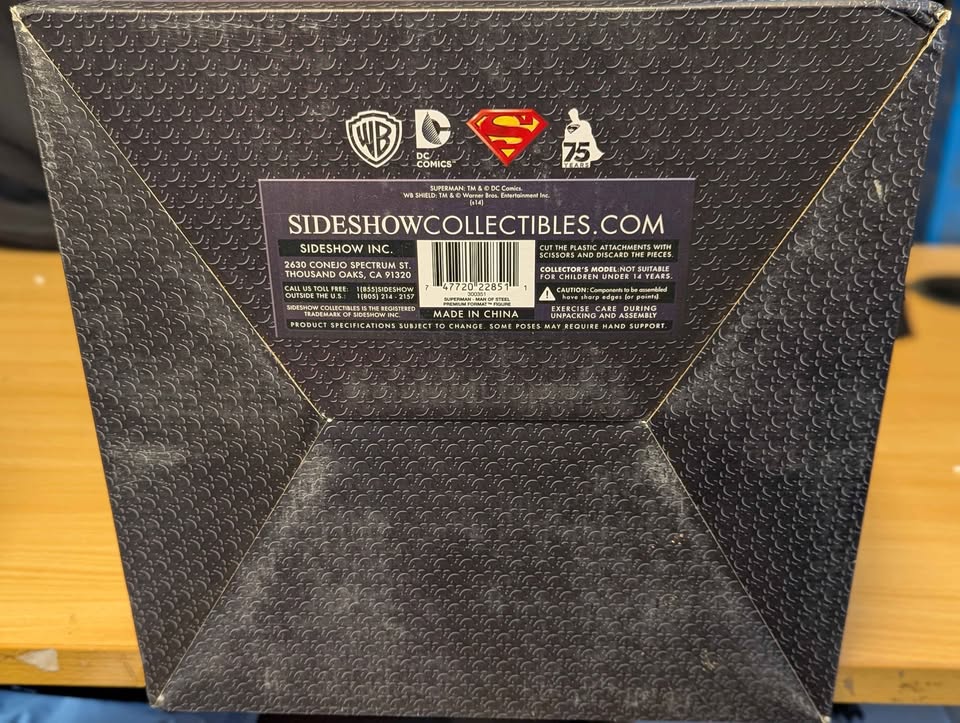 WB
DC COMICS™
S
75 YEARS
SUPERMAN: TM & © DC Comics.
WB SHIELD: TM & © Warner Bros. Entertainment Inc.
(s14)
SIDESHOWCOLLECTIBLES.COM
SIDESHOW INC.
2630 CONEJO SPECTRUM ST.
THOUSAND OAKS, CA 91320
CALL US TOLL FREE: 1(855)SIDESHOW
OUTSIDE THE U.S.: 1(805) 214 - 2157
SIDESHOW COLLECTIBLES IS THE REGISTERED
TRADEMARK OF SIDESHOW INC.
7 47720 22851 1
300351
SUPERMAN - MAN OF STEEL
PREMIUM FORMAT™ FIGURE
MADE IN CHINA
CUT THE PLASTIC ATTACHMENTS WITH
SCISSORS AND DISCARD THE PIECES.
COLLECTOR'S MODEL: NOT SUITABLE
FOR CHILDREN UNDER 14 YEARS.
CAUTION: Components to be assembled
have sharp edges (or points).
EXERCISE CARE DURING
UNPACKING AND ASSEMBLY
PRODUCT SPECIFICATIONS SUBJECT TO CHANGE. SOME POSES MAY REQUIRE HAND SUPPORT.